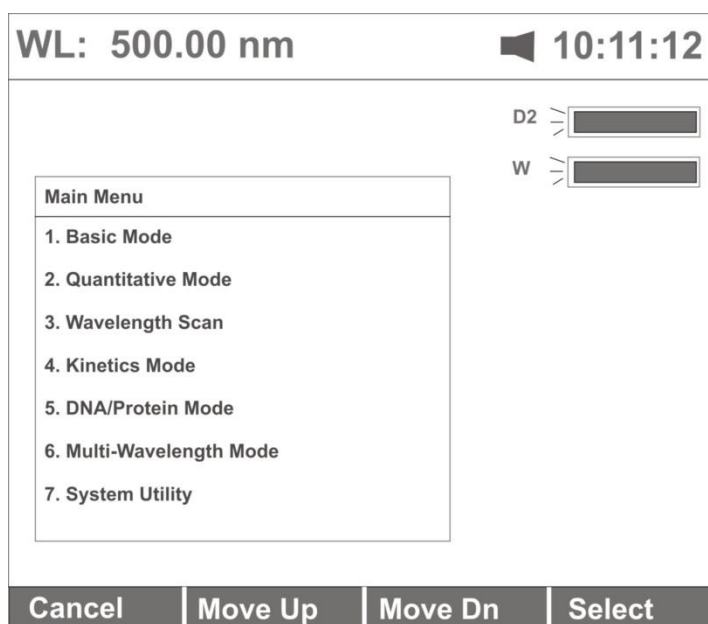 WL: 500.00 nm 10:11:12
D2
W
Main Menu
1. Basic Mode
2. Quantitative Mode
3. Wavelength Scan
4. Kinetics Mode
5. DNA/Protein Mode
6. Multi-Wavelength Mode
7. System Utility
Cancel Move Up Move Dn Select